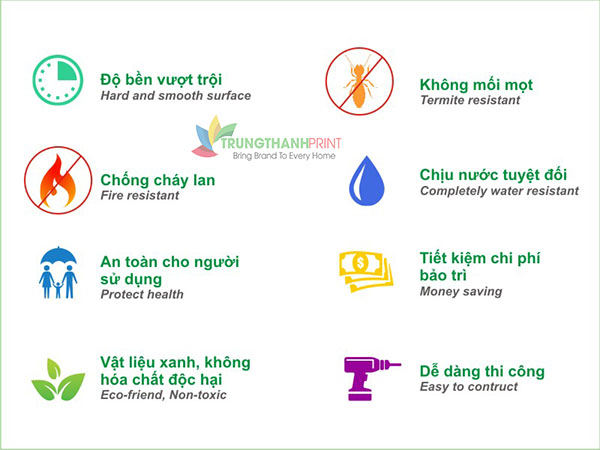 Độ bền vượt trội
Hard and smooth surface
Không mối mọt
Termite resistant
TRUNGTHANHPRINT
Bring Brand To Every Home
Chống cháy lan
Fire resistant
Chịu nước tuyệt đối
Completely water resistant
An toàn cho người
sử dụng
Protect health
Tiết kiệm chi phí
bảo trì
Money saving
Vật liệu xanh, không
hóa chất độc hại
Eco-friend, Non-toxic
Dễ dàng thi công
Easy to contruct